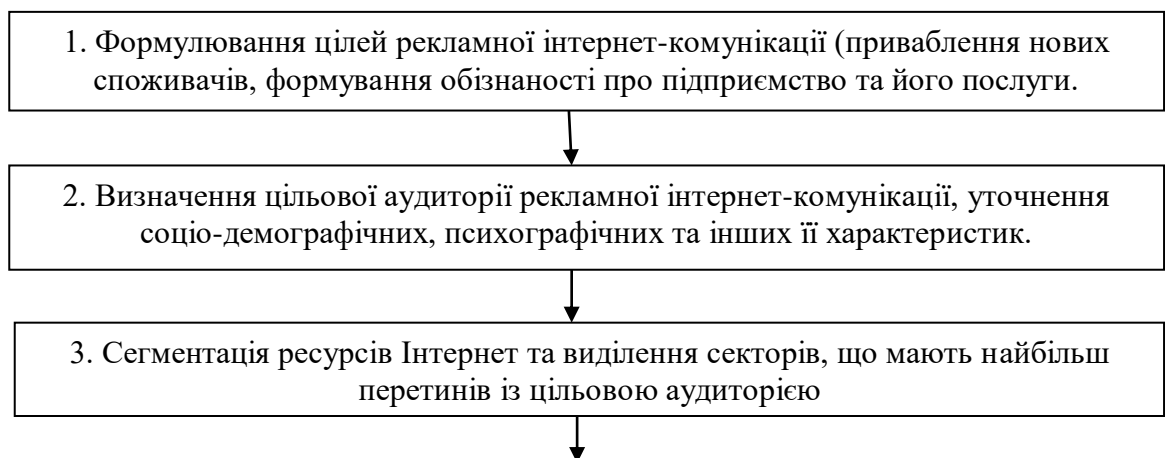 1. Формулювання цілей рекламної інтернет-комунікації (приваблення нових
споживачів, формування обізнаності про підприємство та його послуги.
2. Визначення цільової аудиторії рекламної інтернет-комунікації, уточнення
соціо-демографічних, психографічних та інших її характеристик.
3. Сегментація ресурсів Інтернет та виділення секторів, що мають найбільш
перетинів із цільовою аудиторією